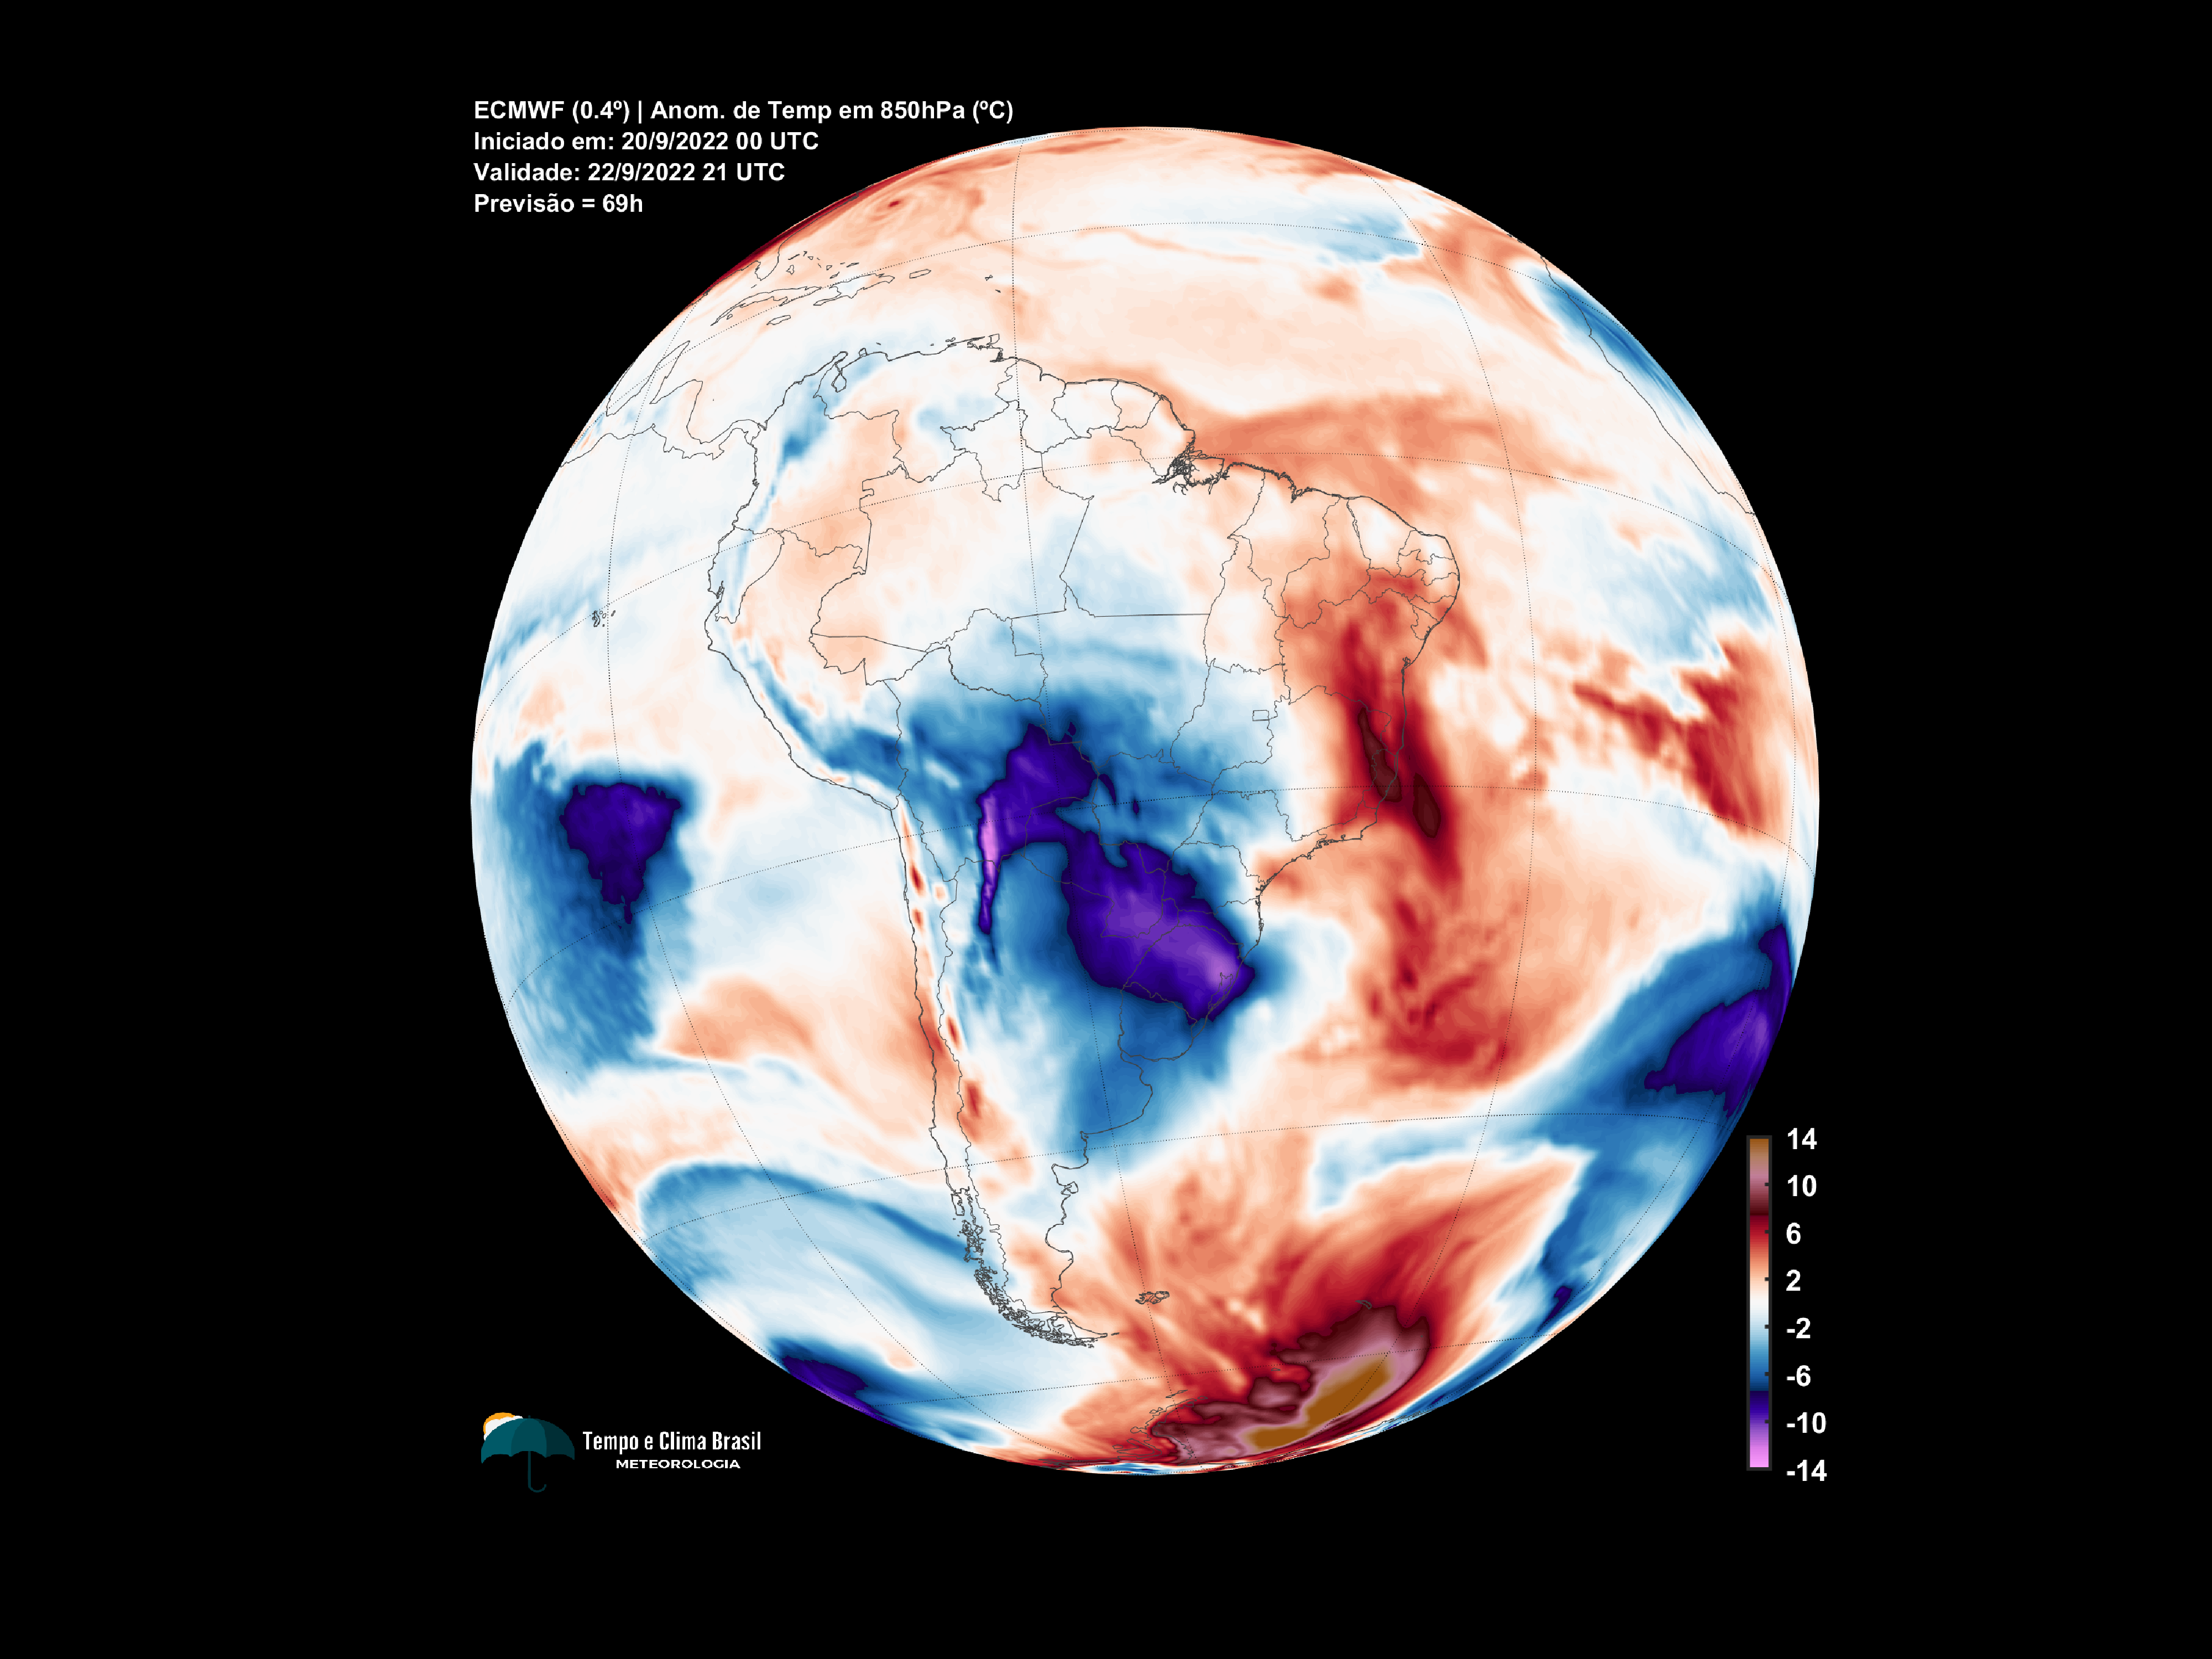 ECMWF (0.4º) | Anom. de Temp em 850hPa (ºC)
Iniciado em: 20/9/2022 00 UTC
Validade: 22/9/2022 21 UTC
Previsão = 69h
14
10
6
2
-2
-6
-10
-14
Tempo e Clima Brasil
METEOROLOGIA